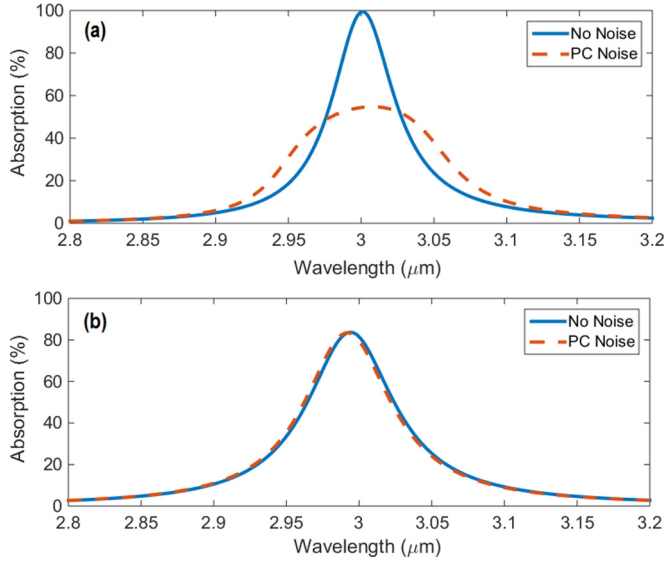 (a)
No Noise
PC Noise
Absorption (%)
100
80
60
40
20
0
2.8 2.85 2.9 2.95 3 3.05 3.1 3.15 3.2
Wavelength (μm)
(b)
No Noise
PC Noise
Absorption (%)
100
80
60
40
20
0
2.8 2.85 2.9 2.95 3 3.05 3.1 3.15 3.2
Wavelength (μm)